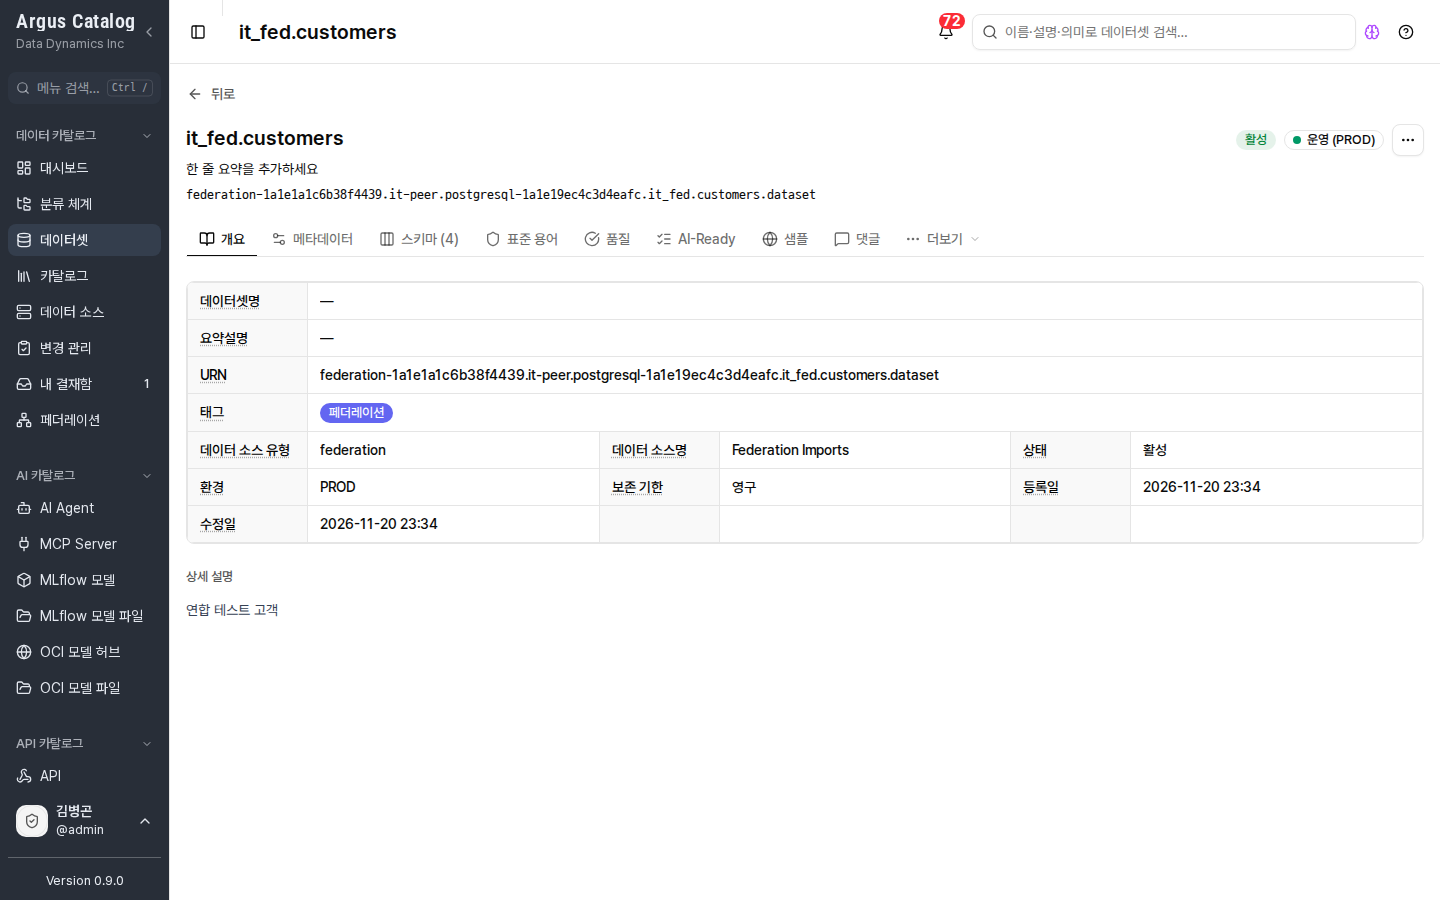 Argus Catalog
Data Dynamics Inc
메뉴 검색... Ctrl /
데이터 카탈로그
대시보드
분류 체계
데이터셋
카탈로그
데이터 소스
변경 관리
내 결재함 1
페더레이션
AI 카탈로그
AI Agent
MCP Server
MLflow 모델
MLflow 모델 파일
OCI 모델 허브
OCI 모델 파일
API 카탈로그
API
김병곤
@admin
Version 0.9.0
it_fed.customers
72
이름·설명·의미로 데이터셋 검색...
뒤로
it_fed.customers
활성 운영 (PROD)
한 줄 요약을 추가하세요
federation-1a1e1a1c6b38f4439.it-peer.postgresql-1a1e19ec4c3d4eafc.it_fed.customers.dataset
개요 메타데이터 스키마 (4) 표준 용어 품질 AI-Ready 샘플 댓글 더보기
데이터셋명 —
요약설명 —
URN federation-1a1e1a1c6b38f4439.it-peer.postgresql-1a1e19ec4c3d4eafc.it_fed.customers.dataset
태그 페더레이션
데이터 소스 유형 federation 데이터 소스명 Federation Imports 상태 활성
환경 PROD 보존 기한 영구 등록일 2026-11-20 23:34
수정일 2026-11-20 23:34
상세 설명
연합 테스트 고객